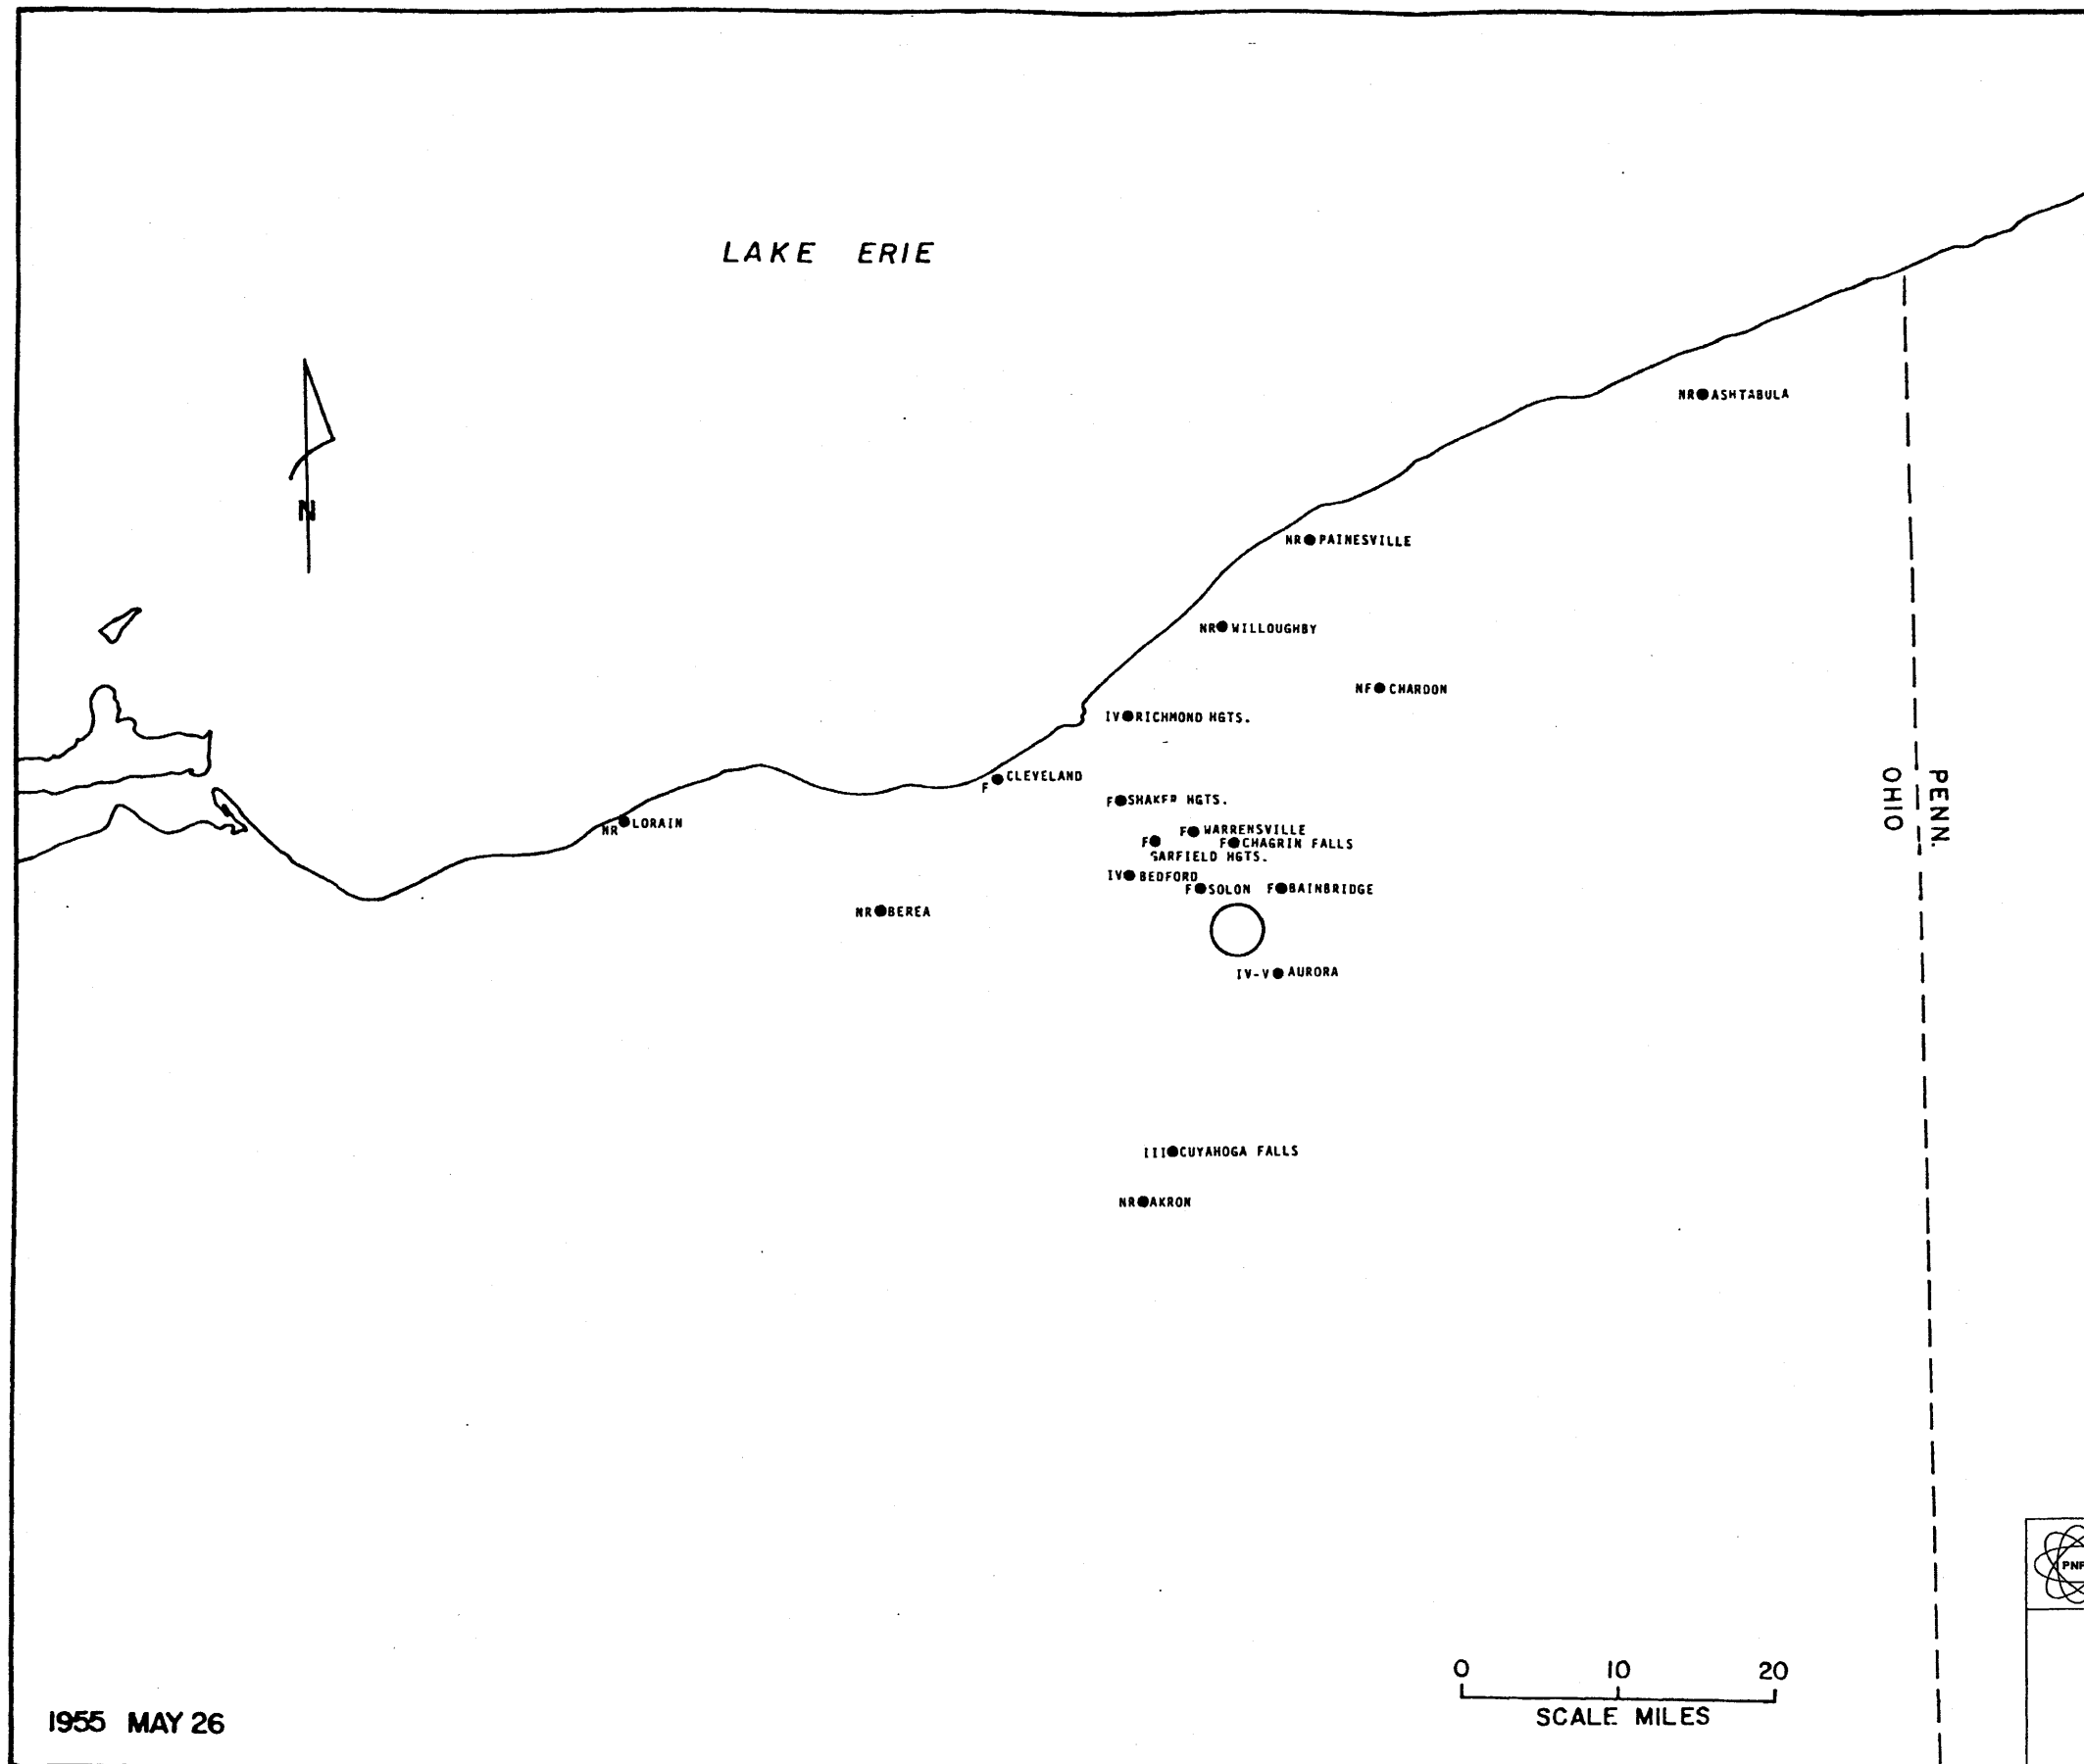 LAKE ERIE
NR ASHTABULA
N
NR PAINESVILLE
NR WILLOUGHBY
NF CHARDON
IV RICHMOND HGTS.
CLEVELAND
F
F SHAKER HGTS.
PENN.
OHIO
NR LORAIN
F WARRENSVILLE
F
F CHAGRIN FALLS
GARFIELD HGTS.
IV BEDFORD
F SOLON
F BAINBRIDGE
NR BEREA
IV-V AURORA
III CUYAHOGA FALLS
NR AKRON
0 10 20
SCALE MILES
1955 MAY 26